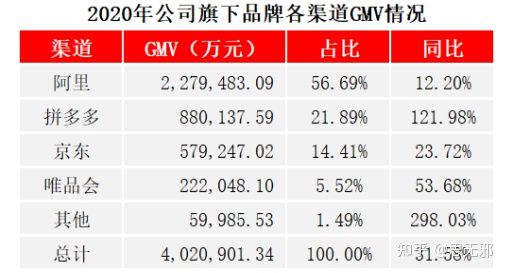 2020年公司旗下品牌各渠道GMV情况
渠道 GMV（万元） 占比 同比
阿里 2,279,483.09 56.69% 12.20%
拼多多 880,137.59 21.89% 121.98%
京东 579,247.02 14.41% 23.72%
唯品会 222,048.10 5.52% 53.68%
其他 59,985.53 1.49% 298.03%
总计 4,020,901.34 100.00% 31.58%
知乎